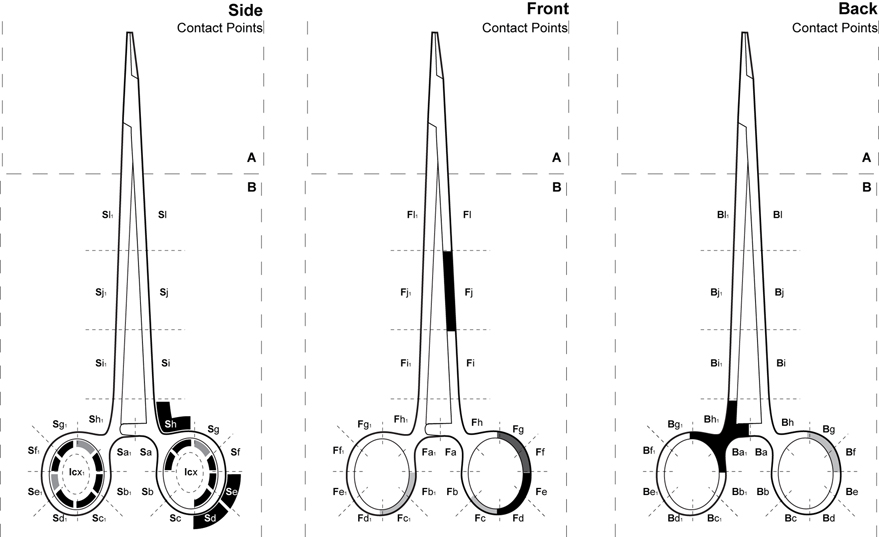 Side
Contact Points
A
B
Sl₁ Sl
Sj₁ Sj
Si₁ Si
Sg₁ Sh₁ Sh Sg
Sf₁ Sa₁ Sa Sf
Icx₁ Icx
Se₁ Sb₁ Sb Se
Sd₁ Sc₁ Sc Sd
Front
Contact Points
A
B
Fl₁ Fl
Fj₁ Fj
Fi₁ Fi
Fg₁ Fh₁ Fh Fg
Ff₁ Fa₁ Fa Ff
Fe₁ Fb₁ Fb Fe
Fd₁ Fc₁ Fc Fd
Back
Contact Points
A
B
Bl₁ Bl
Bj₁ Bj
Bi₁ Bi
Bg₁ Bh₁ Bh Bg
Bf₁ Ba₁ Ba Bf
Be₁ Bb₁ Bb Be
Bd₁ Bc₁ Bc Bd